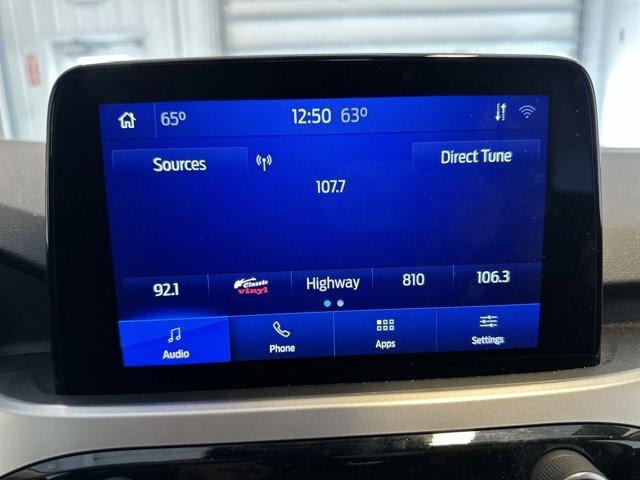 65° 12:50 63°
Sources Direct Tune
107.7
92.1 Classic vinyl Highway 810 106.3
Audio Phone Apps Settings